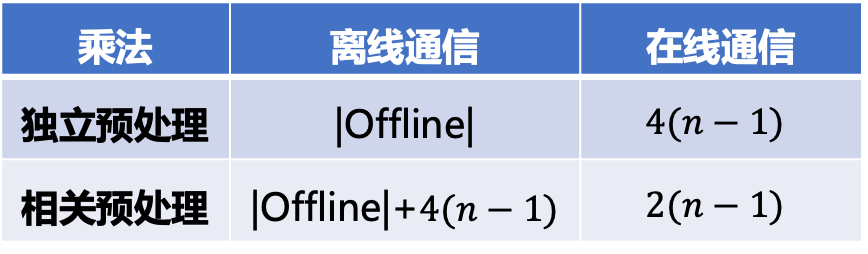 乘法 离线通信 在线通信
独立预处理 |Offline| 4(n − 1)
相关预处理 |Offline|+4(n − 1) 2(n − 1)